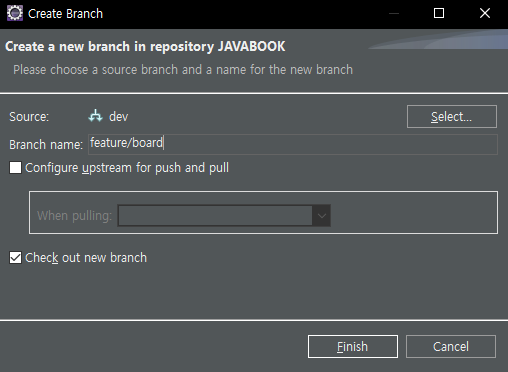 Create Branch
Create a new branch in repository JAVABOOK
Please choose a source branch and a name for the new branch
Source: dev Select...
Branch name: feature/board
Configure upstream for push and pull
When pulling:
Check out new branch
Finish Cancel